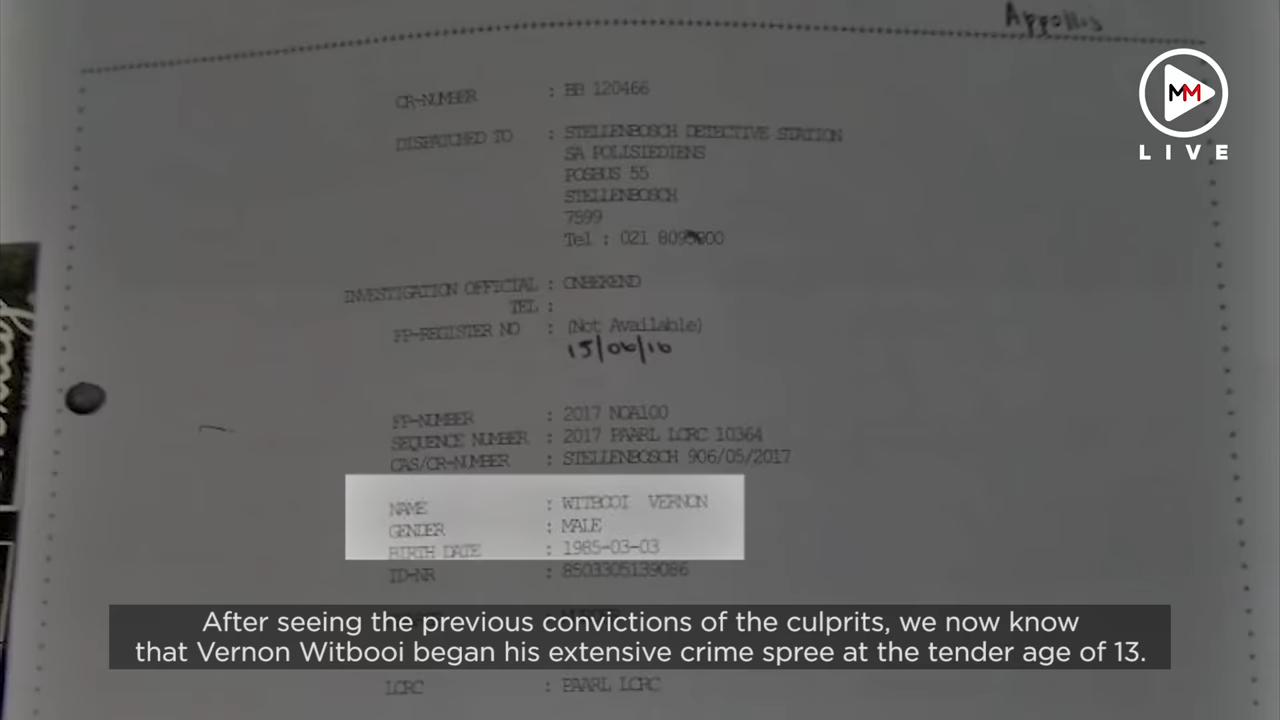 Appollis
MM
LIVE
CR-NUMBER : BB 120466
DISPATCHED TO : STELLENBOSCH DETECTIVE STATION
SA POLISIEDIENS
POSBUS 55
STELLENBOSCH
7599
Tel : 021 809
INVESTIGATION OFFICIAL : ONBEKEND
TEL :
FP-REGISTER NO : (Not Available)
15/06/10
FP-NUMBER : 2017 NOA100
SEQUENCE NUMBER : 2017 PAARL LCRC 10364
CAS/CR-NUMBER : STELLENBOSCH 906/05/2017
NAME : WITBOOI VERNON
GENDER : MALE
BIRTH DATE : 1985-03-03
ID-NR : 8503305139086
After seeing the previous convictions of the culprits, we now know
that Vernon Witbooi began his extensive crime spree at the tender age of 13.
LCRC : PAARL LCRC